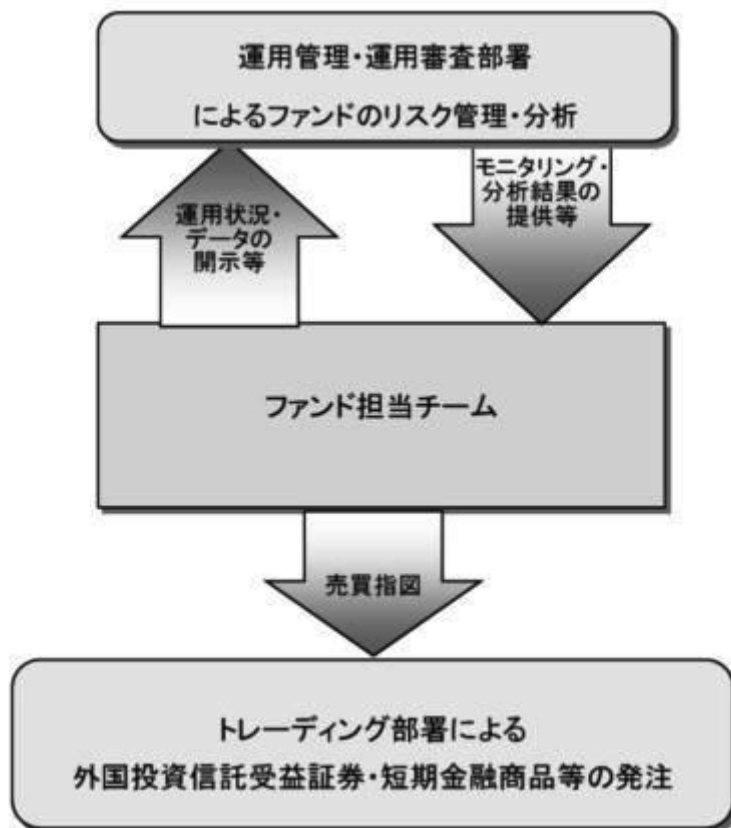 運用管理・運用審査部署
によるファンドのリスク管理・分析
運用状況・
データの
開示等
モニタリング・
分析結果の
提供等
ファンド担当チーム
売買指図
トレーディング部署による
外国投資信託受益証券・短期金融商品等の発注